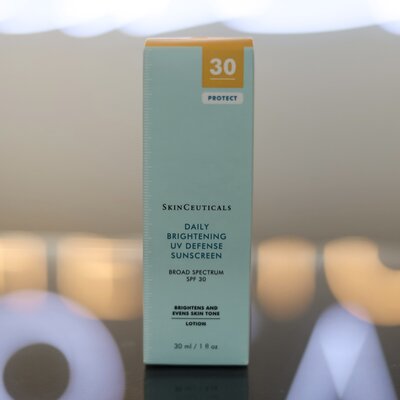 30
PROTECT
SKINCEUTICALS
DAILY
BRIGHTENING
UV DEFENSE
SUNSCREEN
BROAD SPECTRUM
SPF 30
BRIGHTENS AND
EVENS SKIN TONE
LOTION
30 ml / 1 fl oz.